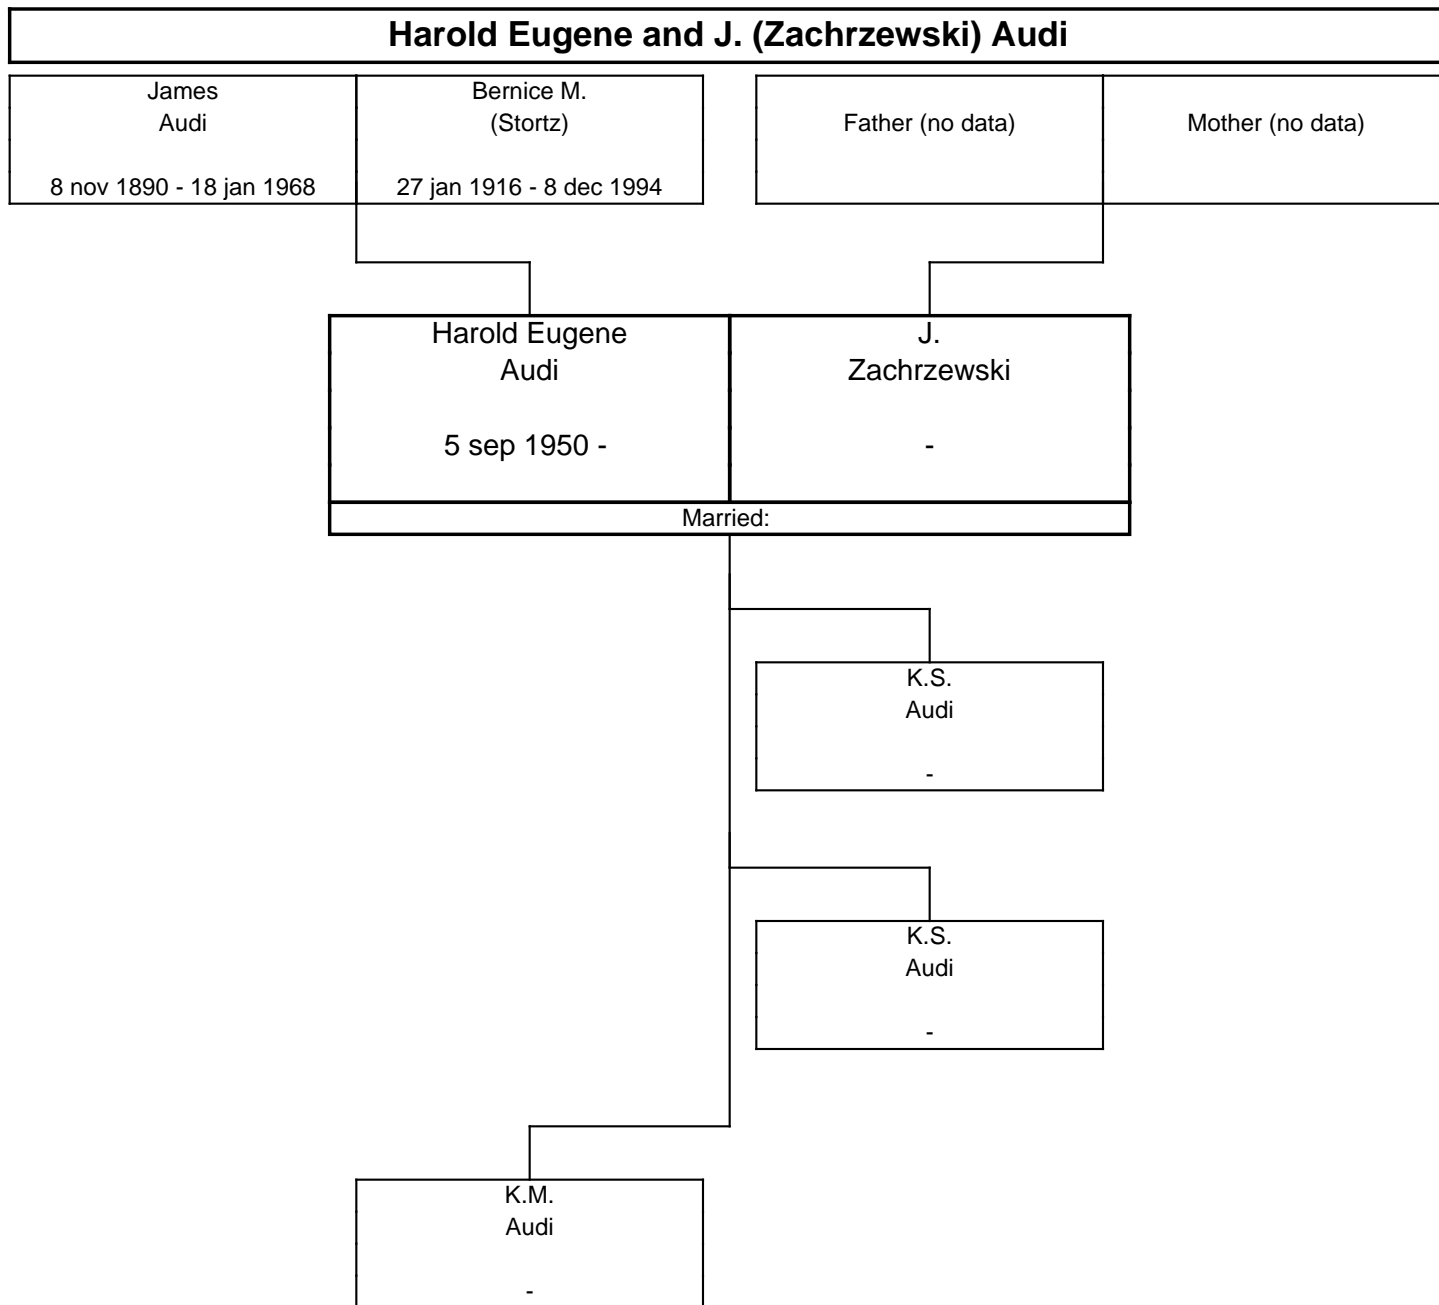 Harold Eugene and J. (Zachrzewski) Audi
James
Audi
8 nov 1890 - 18 jan 1968
Bernice M.
(Stortz)
27 jan 1916 - 8 dec 1994
Father (no data)
Mother (no data)
Harold Eugene
Audi
5 sep 1950 -
J.
Zachrzewski
-
Married:
K.S.
Audi
-
K.S.
Audi
-
K.M.
Audi
-